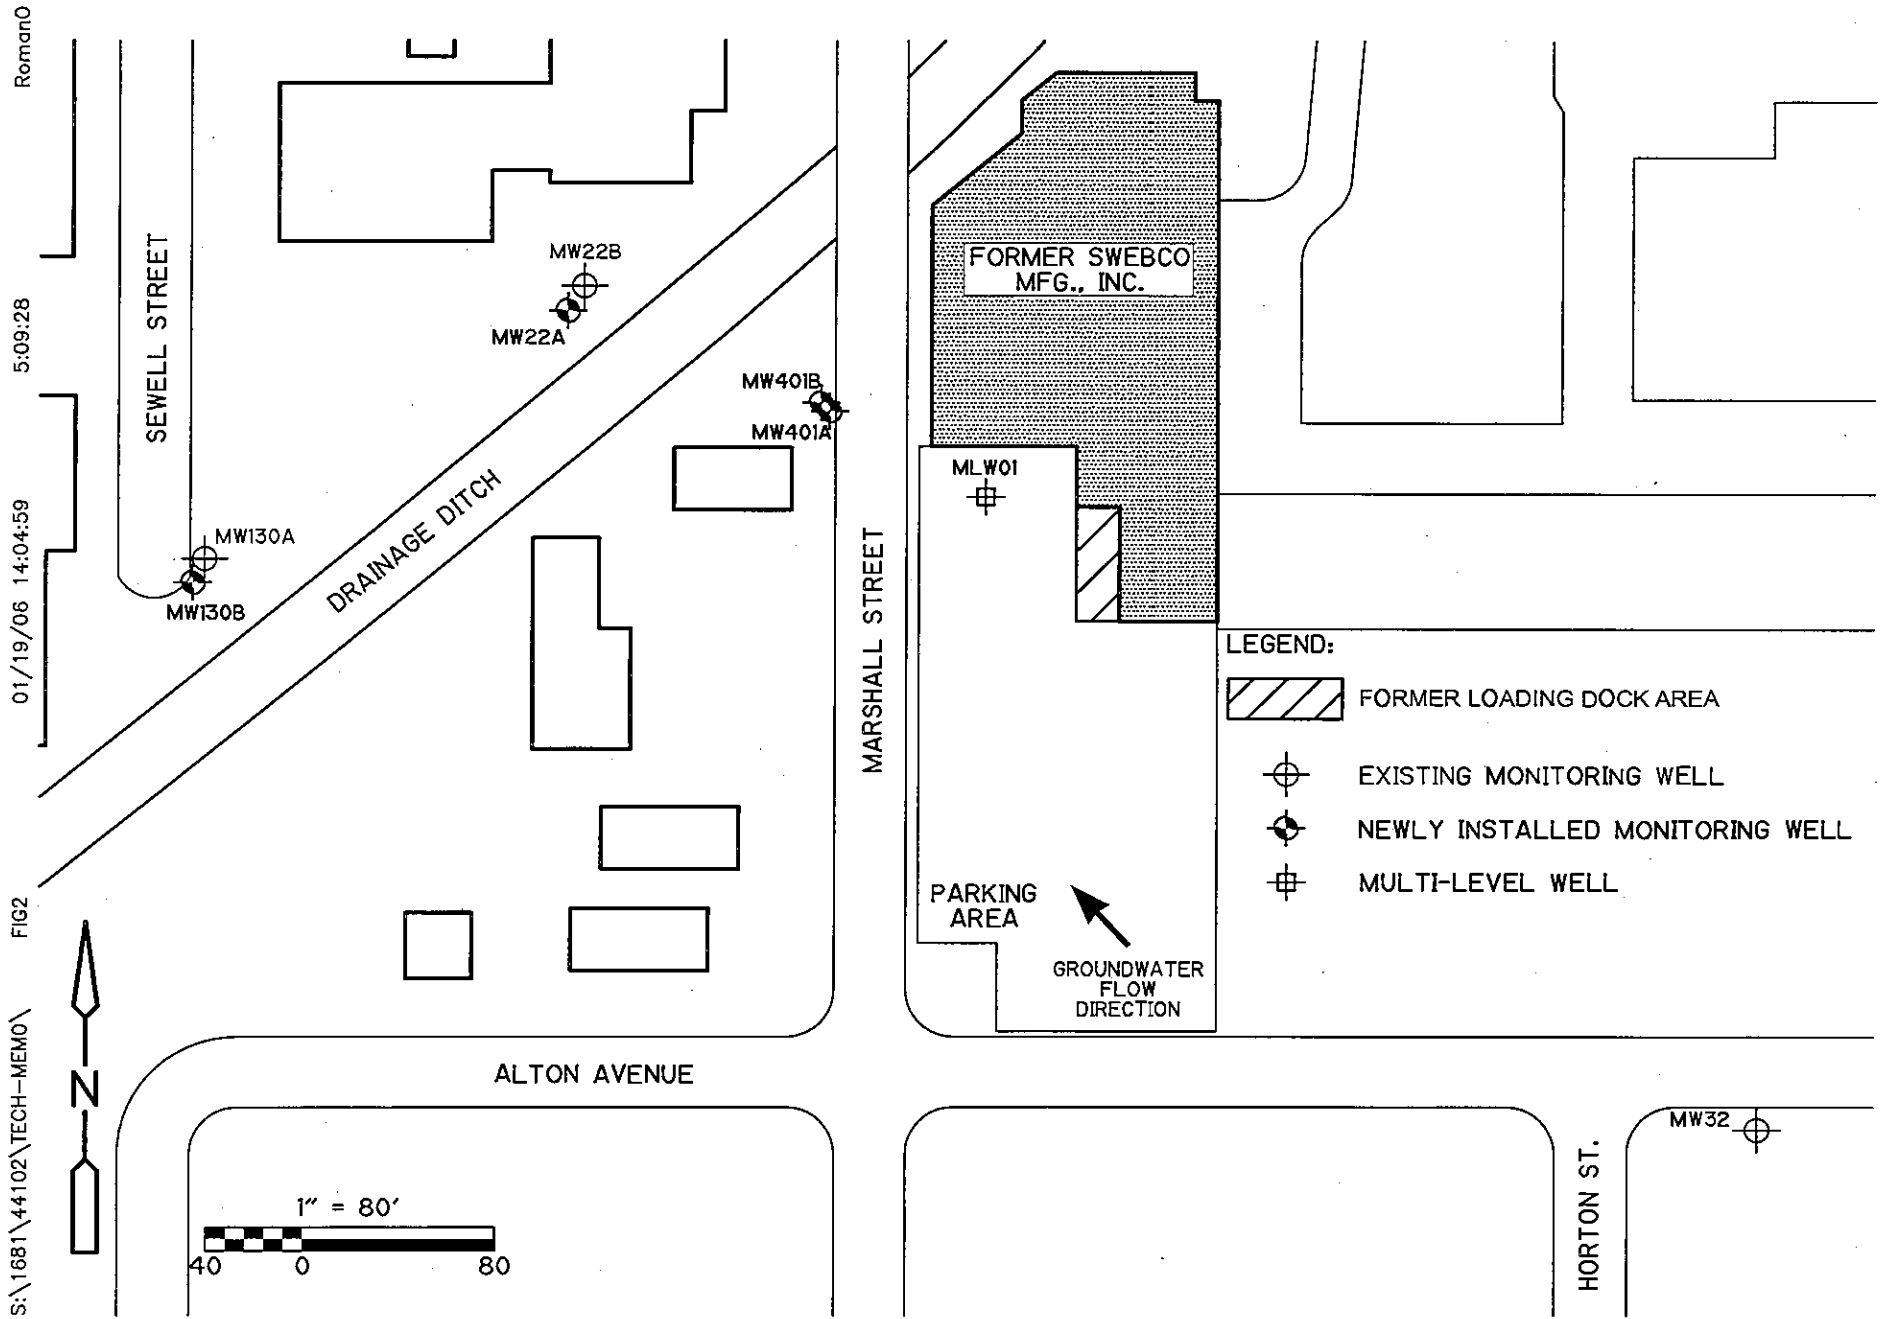 S:\1681\44102\TECH-MEMO\ FIG2 01/19/06 14:04:59 5:09:28 RomanO
SEWELL STREET
MW22B
MW22A
FORMER SWEBCO
MFG., INC.
MW401B
MW401A
MLW01
MW130A
MW130B
DRAINAGE DITCH
MARSHALL STREET
LEGEND:
FORMER LOADING DOCK AREA
EXISTING MONITORING WELL
NEWLY INSTALLED MONITORING WELL
MULTI-LEVEL WELL
PARKING
AREA
GROUNDWATER
FLOW
DIRECTION
N
ALTON AVENUE
MW32
HORTON ST.
1" = 80'
40 0 80